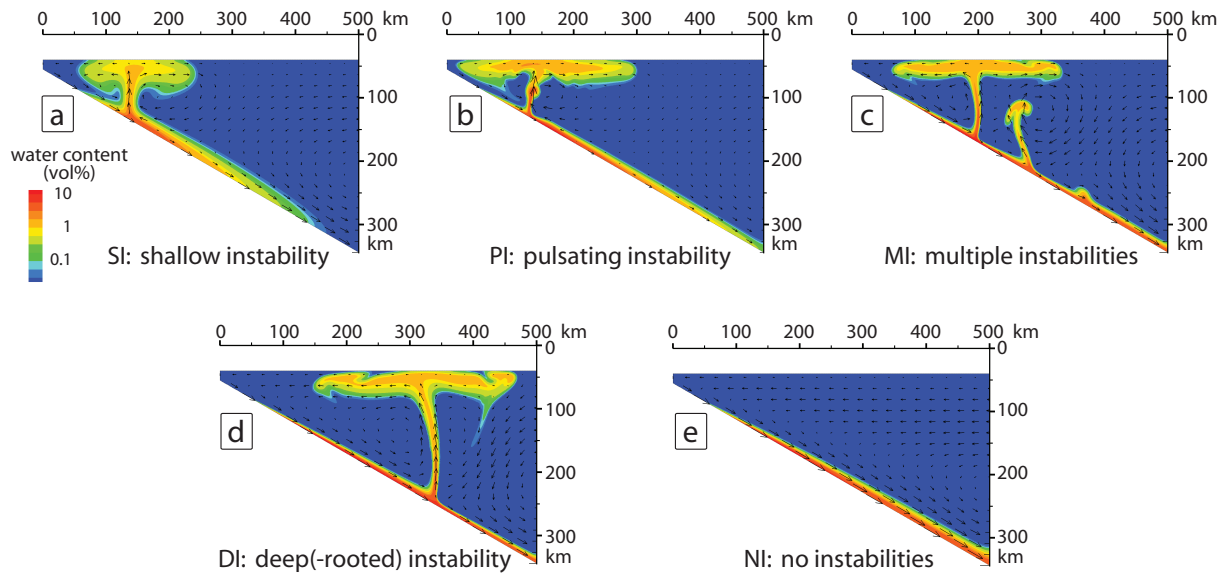 0 100 200 300 400 500 km
0
100
200
300
km
a
water content
(vol%)
10
1
0.1
SI: shallow instability
0 100 200 300 400 500 km
0
100
200
300
km
b
PI: pulsating instability
0 100 200 300 400 500 km
0
100
200
300
km
c
MI: multiple instabilities
0 100 200 300 400 500 km
0
100
200
300
km
d
DI: deep(-rooted) instability
0 100 200 300 400 500 km
0
100
200
300
km
e
NI: no instabilities